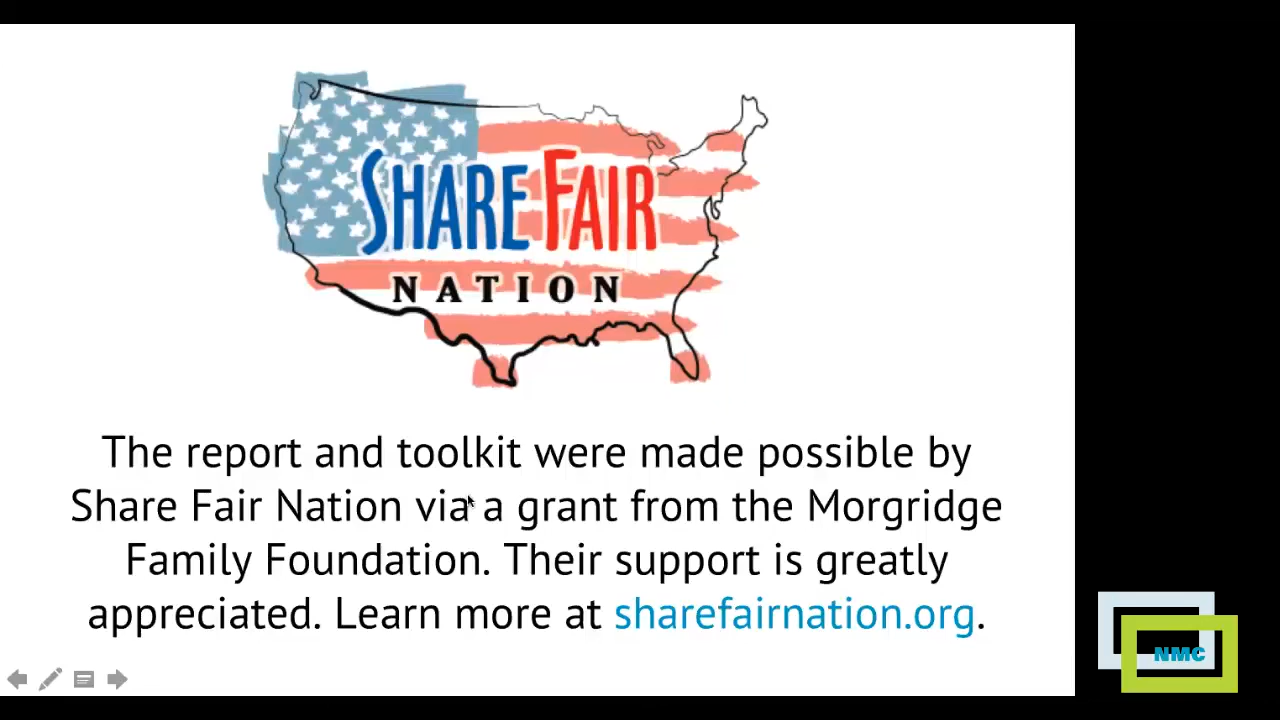 SHARE FAIR
NATION
The report and toolkit were made possible by
Share Fair Nation via a grant from the Morgridge
Family Foundation. Their support is greatly
appreciated. Learn more at sharefairnation.org.
NMC